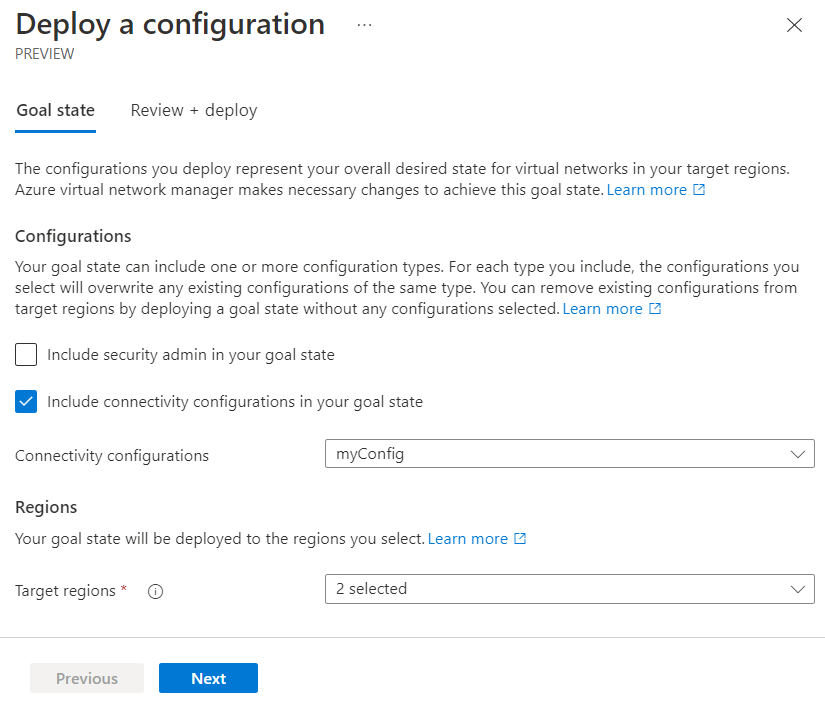 Deploy a configuration ...
PREVIEW
Goal state Review + deploy
The configurations you deploy represent your overall desired state for virtual networks in your target regions.
Azure virtual network manager makes necessary changes to achieve this goal state. Learn more
Configurations
Your goal state can include one or more configuration types. For each type you include, the configurations you
select will overwrite any existing configurations of the same type. You can remove existing configurations from
target regions by deploying a goal state without any configurations selected. Learn more
Include security admin in your goal state
Include connectivity configurations in your goal state
Connectivity configurations myConfig
Regions
Your goal state will be deployed to the regions you select. Learn more
Target regions * 2 selected
Previous Next